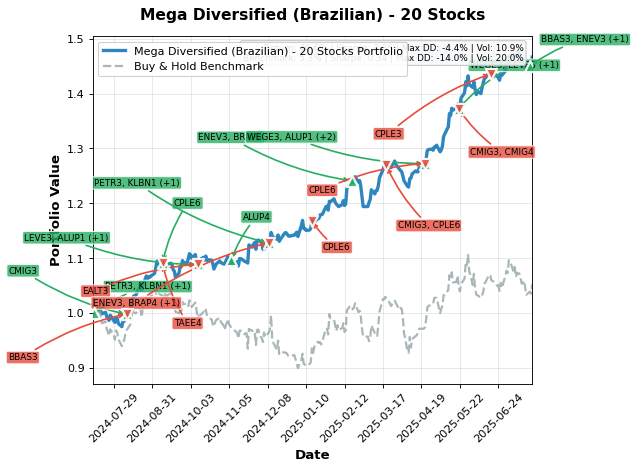 Mega Diversified (Brazilian) - 20 Stocks
Mega Diversified (Brazilian) - 20 Stocks Portfolio
Buy & Hold Benchmark
Max DD: -4.4% | Vol: 10.9%
Max DD: -14.0% | Vol: 20.0%
BBAS3, ENEV3 (+1)
CPLE3
CMIG3, CMIG4
WEGE3, ALUP1 (+2)
CPLE6
PETR3, KLBN1 (+1)
CPLE6
ALUP4
CMIG3, CPLE6
CPLE6
LEVE3, ALUP1 (+1)
CMIG3
PETR3, KLBN1 (+1)
EALT3
ENEV3, BRAP4 (+1)
TAEE4
BBAS3
Portfolio Value
1.5
1.4
1.3
1.2
1.1
1.0
0.9
2024-07-29
2024-08-31
2024-10-03
2024-11-05
2024-12-08
2025-01-10
2025-02-12
2025-03-17
2025-04-19
2025-05-22
2025-06-24
Date